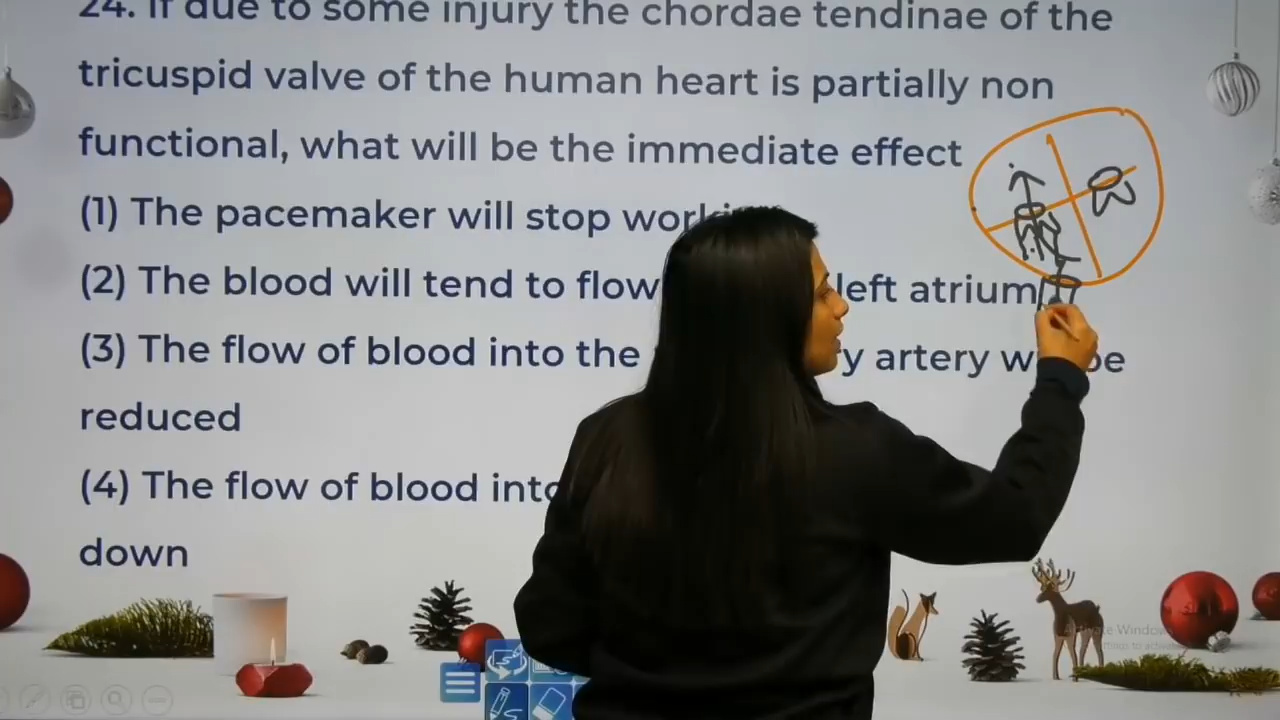 24. If due to some injury the chordae tendinae of the
tricuspid valve of the human heart is partially non
functional, what will be the immediate effect
(1) The pacemaker will stop
(2) The blood will tend to flow left atrium
(3) The flow of blood into the artery
reduced
(4) The flow of blood
down